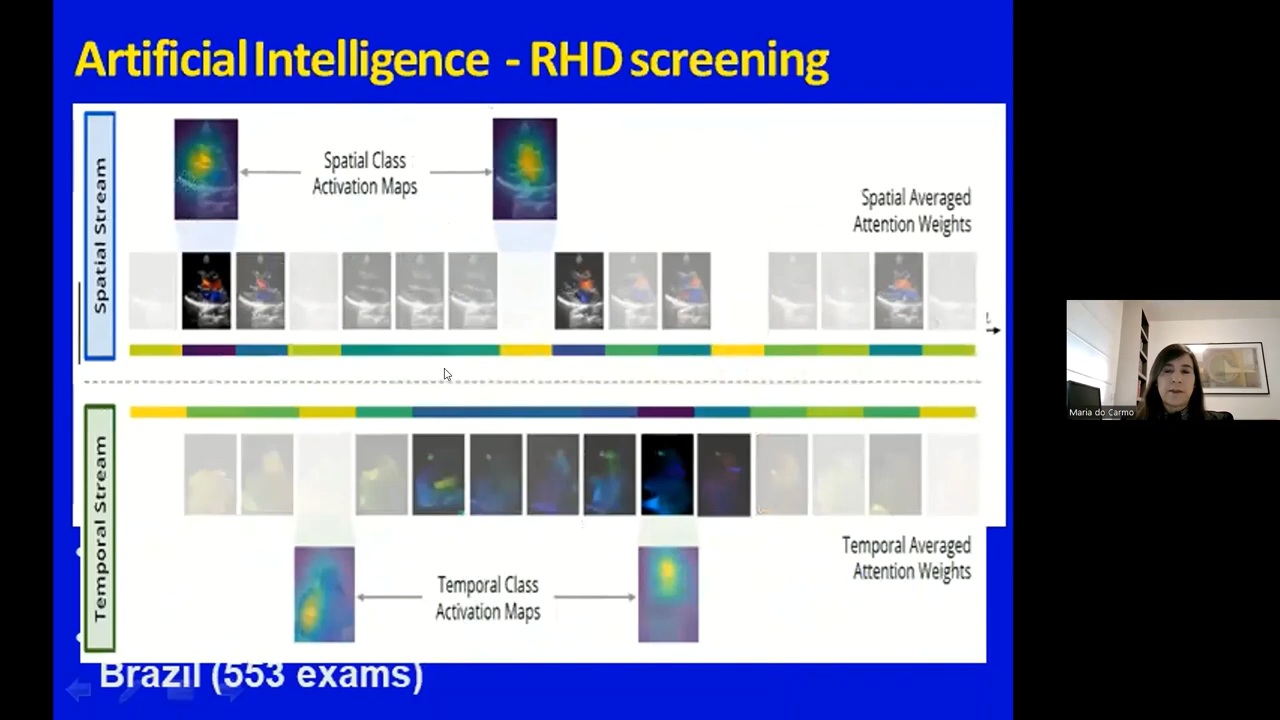 Artificial Intelligence - RHD screening
Spatial Stream
Spatial Class
Activation Maps
Spatial Averaged
Attention Weights
t
Temporal Stream
Temporal Class
Activation Maps
Temporal Averaged
Attention Weights
Brazil (553 exams)
Maria do Carmo